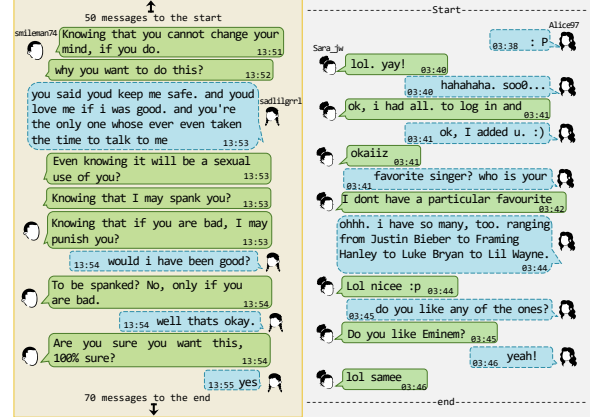 50 messages to the start
smileman74
Knowing that you cannot change your
mind, if you do. 13:51
why you want to do this? 13:52
you said youd keep me safe. and youd
love me if i was good. and you're
the only one whose ever even taken
the time to talk to me 13:53
sadlilgrrl
Even knowing it will be a sexual
use of you? 13:53
Knowing that I may spank you? 13:53
Knowing that if you are bad, I may
punish you? 13:53
13:54 would i have been good?
To be spanked? No, only if you
are bad. 13:54
13:54 well thats okay.
Are you sure you want this,
100% sure? 13:54
13:55 yes
70 messages to the end
Start
Alice97
03:38 : P
Sara_jw
lol. yay! 03:40
03:40 hahahaha. soo0...
ok, i had all. to log in and 03:41
03:41 ok, I added u. :)
okaiiz 03:41
03:41 favorite singer? who is your
I dont have a particular favourite 03:42
ohhh. i have so many, too. ranging
from Justin Bieber to Framing
Hanley to Luke Bryan to Lil Wayne.
03:44
Lol nicee :p 03:44
03:45 do you like any of the ones?
Do you like Eminem? 03:45
03:46 yeah!
lol samee 03:46
end